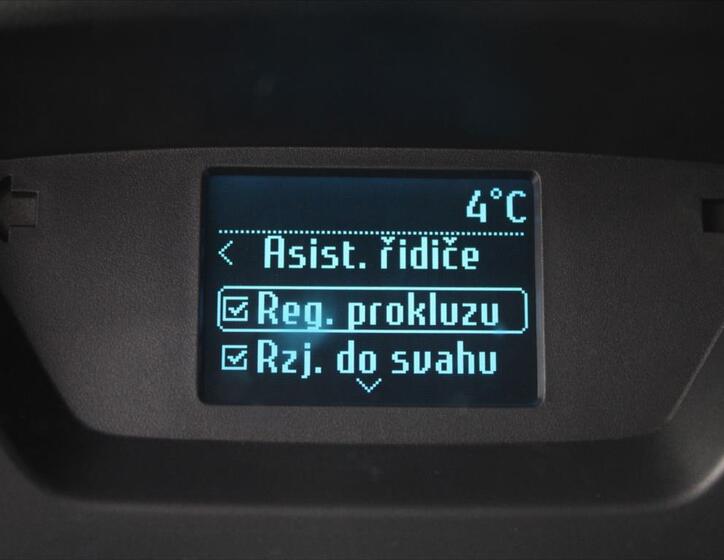 4°C
< Asist. řidiče
Reg. prokluzu
Rzj. do svahu